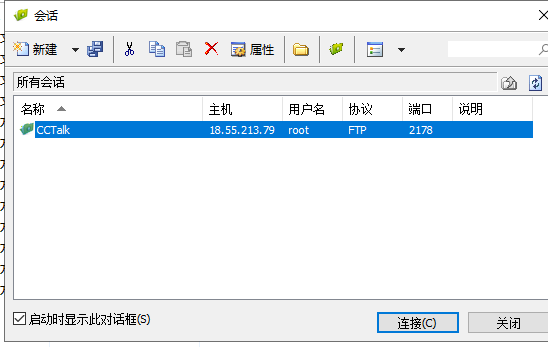 会话
新建 属性
所有会话
名称 主机 用户名 协议 端口 说明
CCTalk 18.55.213.79 root FTP 2178
启动时显示此对话框(S) 连接(C) 关闭